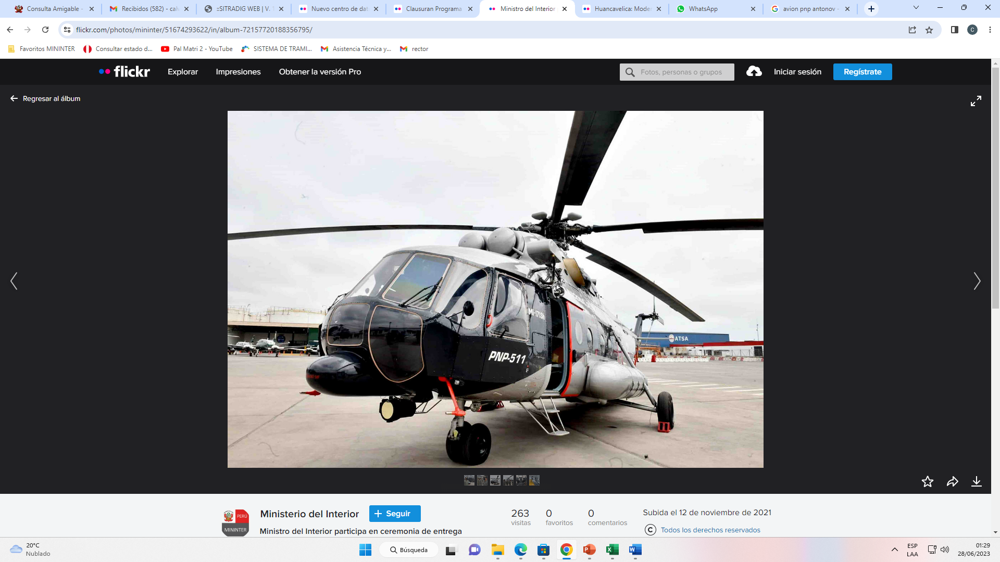 Consulta Amigable -
Recibidos (582) - calv
::SITRADIG WEB | V. 1
Nuevo centro de dat
Clausuran Programa
Ministro del Interior
Huancavelica: Moder
WhatsApp
avion pnp antonov -
flickr.com/photos/mininter/51674293622/in/album-72157720188356795/
C
Favoritos MININTER
Consultar estado d...
Pal Matri 2 - YouTube
SISTEMA DE TRAMI...
Asistencia Técnica y...
rector
flickr
Explorar
Impresiones
Obtener la versión Pro
Fotos, personas o grupos
Iniciar sesión
Regístrate
Regresar al álbum
Mi-171Sh
ATSA
PNP-511
E
PERÚ
MININTER
Ministerio del Interior
Seguir
263
visitas
0
favoritos
0
comentarios
Subida el 12 de noviembre de 2021
Ministro del Interior participa en ceremonia de entrega
Todos los derechos reservados
20°C
Nublado
Búsqueda
ESP
LAA
01:29
28/06/2023